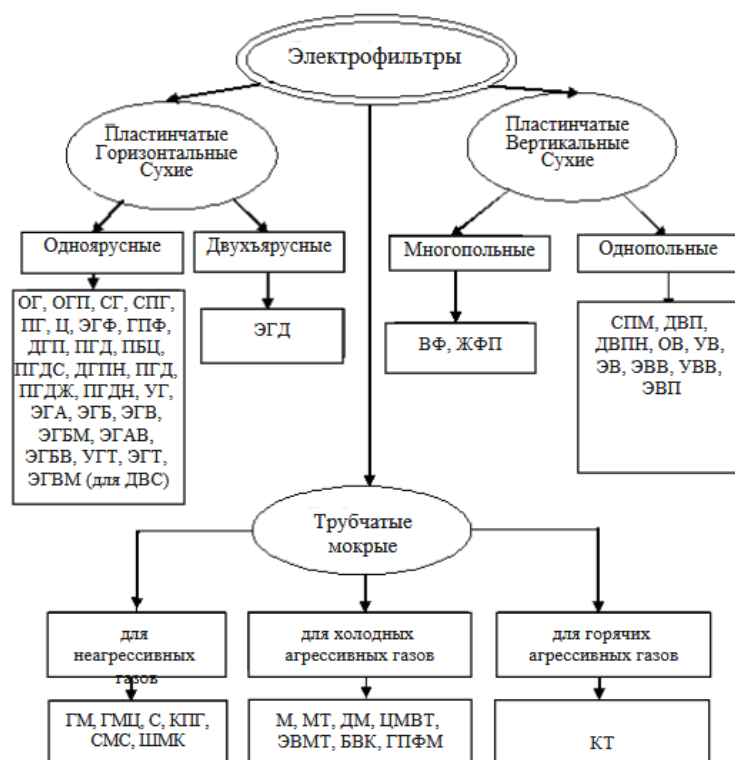 Электрофильтры
Пластинчатые
Горизонтальные
Сухие
Пластинчатые
Вертикальные
Сухие
Одноярусные
Двухъярусные
Многопольные
Однопольные
ОГ, ОГП, СГ, СПГ,
ПГ, Ц, ЭГФ, ГПФ,
ДГП, ПГД, ПБЦ,
ПГДС, ДГПН, ПГД,
ПГДЖ, ПГДН, УГ,
ЭГА, ЭГБ, ЭГВ,
ЭГБМ, ЭГАВ,
ЭГБВ, УГТ, ЭГТ,
ЭГВМ (для ДВС)
ЭГД
ВФ, ЖФП
СПМ, ДВП,
ДВПН, ОВ, УВ,
ЭВ, ЭВВ, УВВ,
ЭВП
Трубчатые
мокрые
для
неагрессивных
газов
для холодных
агрессивных газов
для горячих
агрессивных газов
ГМ, ГМЦ, С, КПГ,
СМС, ШМК
М, МТ, ДМ, ЦМВТ,
ЭВМТ, БВК, ГПФМ
КТ